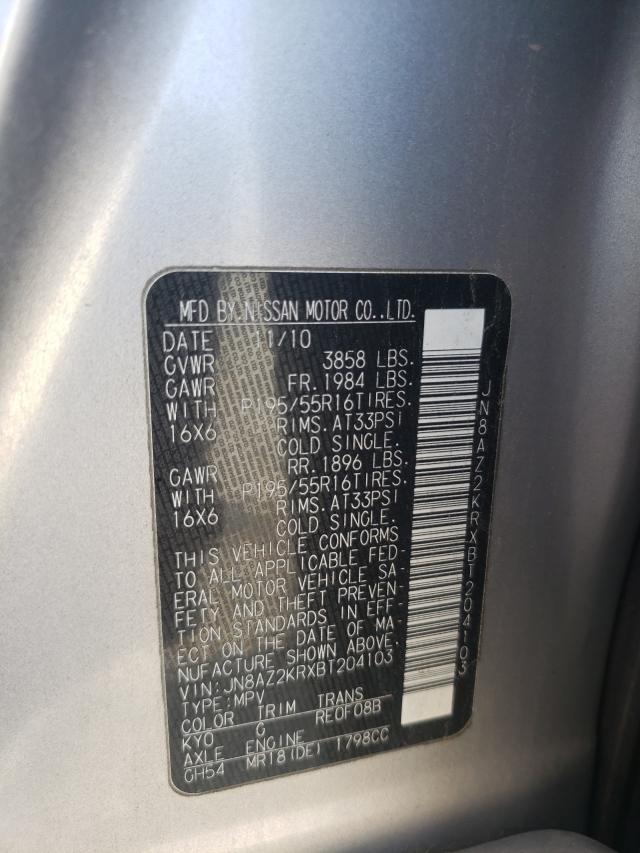 MFD BY NISSAN MOTOR CO.,LTD.
DATE 11/10
GVWR 3858 LBS.
GAWR FR. 1984 LBS.
WITH P195/55R16TIRES.
16X6 RIMS. AT33PSI
COLD SINGLE.
GAWR RR. 1896 LBS.
WITH P195/55R16TIRES.
16X6 RIMS. AT33PSI
COLD SINGLE.
THIS VEHICLE CONFORMS
TO ALL APPLICABLE FED-
ERAL MOTOR VEHICLE SA-
FETY AND THEFT PREVEN-
TION STANDARDS IN EFF-
ECT ON THE DATE OF MA-
NUFACTURE SHOWN ABOVE.
VIN: JN8AZ2KRXBT204103
TYPE: MPV
COLOR TRIM TRANS
KYO G RE0F08B
AXLE ENGINE
GH54 MR18(DE) 1798CC
JN8AZ2KRXBT204103